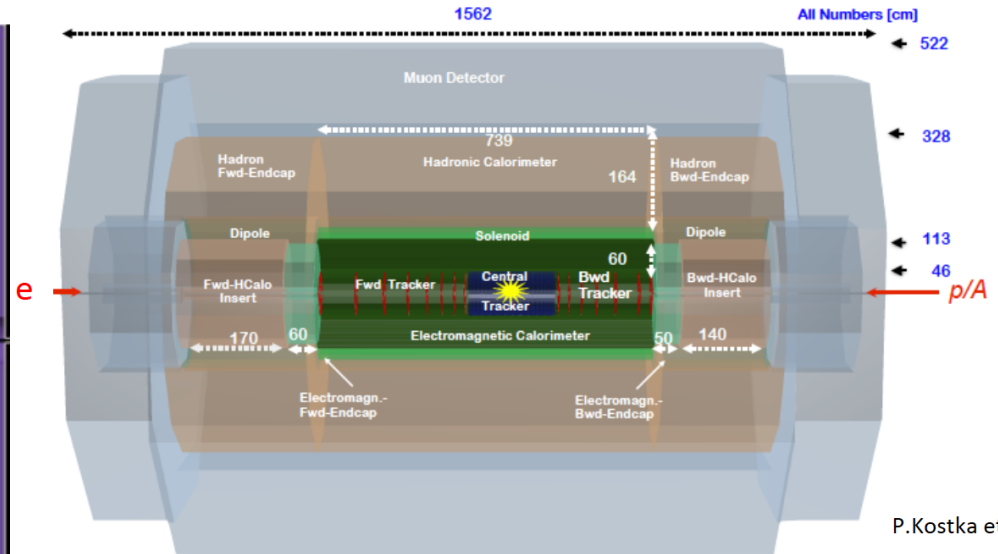 1562
All Numbers [cm]
522
Muon Detector
328
739
Hadron
Fwd-Endcap
Hadronic Calorimeter
164
Hadron
Bwd-Endcap
Dipole
Solenoid
Dipole
113
60
46
e
Fwd-HCalo
Insert
Fwd Tracker
Central
Tracker
Bwd
Tracker
Bwd-HCalo
Insert
p/A
170
60
Electromagnetic Calorimeter
50
140
Electromagn.-
Fwd-Endcap
Electromagn.-
Bwd-Endcap
P.Kostka et